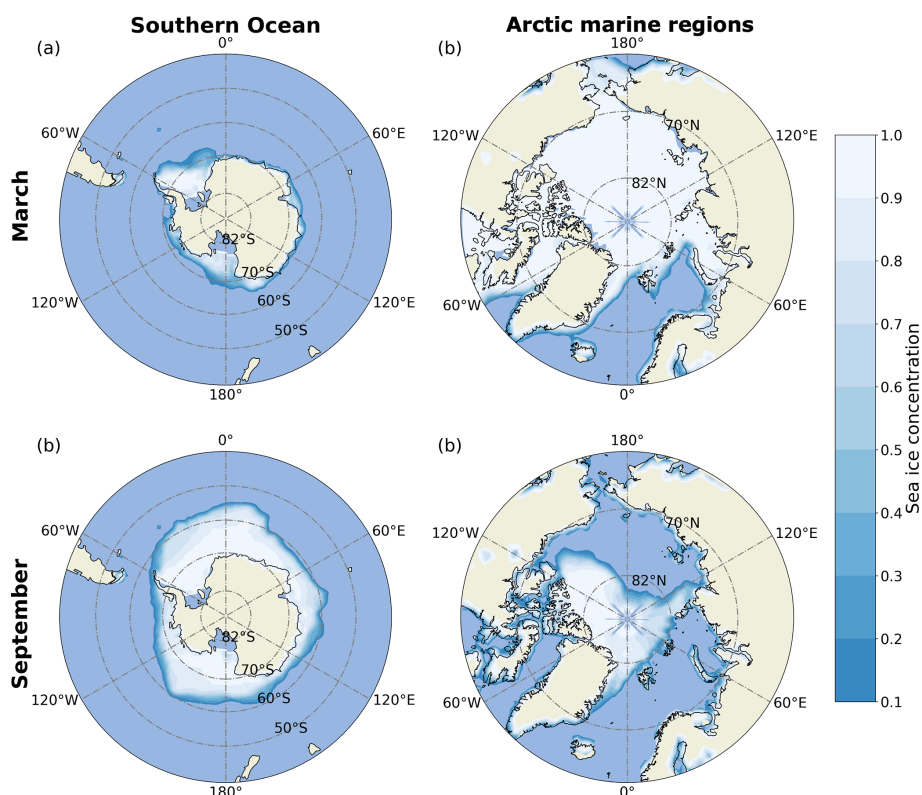 Southern Ocean
Arctic marine regions
(a)
0°
(b)
180°
60°W
60°E
70°N
120°E
82°N
82°S
70°S
60°S
50°S
120°W
120°E
60°W
60°E
180°
0°
March
(b)
0°
(b)
180°
60°W
60°E
120°W
70°N
120°E
82°N
82°S
70°S
60°S
50°S
120°W
120°E
60°W
60°E
180°
0°
September
1.0
0.9
0.8
0.7
0.6
0.5
0.4
0.3
0.2
0.1
Sea ice concentration